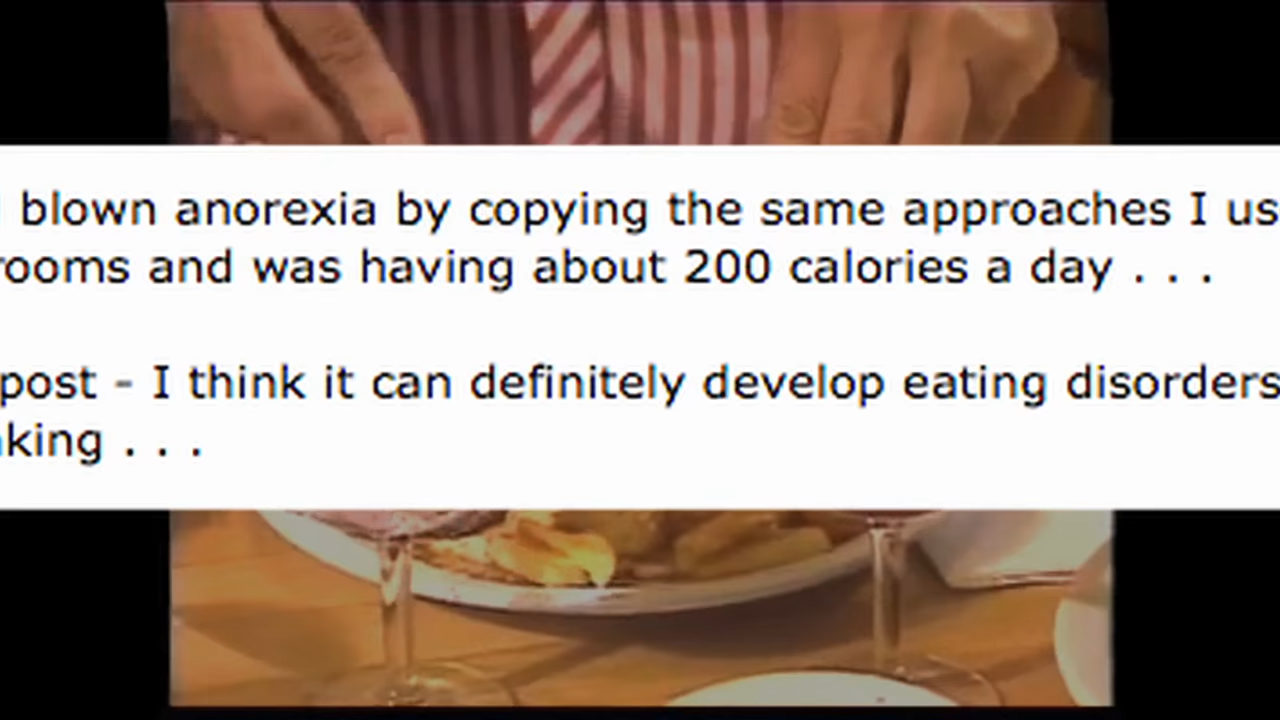 blown anorexia by copying the same approaches I us
rooms and was having about 200 calories a day . . .
post - I think it can definitely develop eating disorders
king . . .